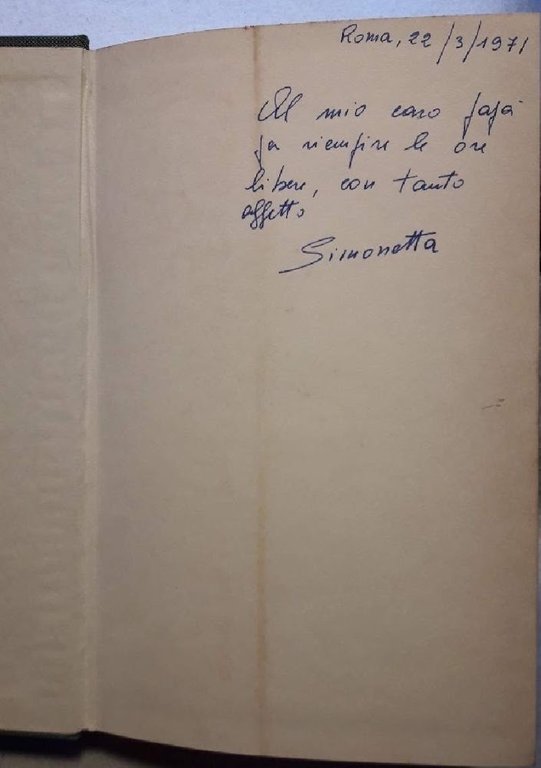 Roma, 22/3/1971
Al mio caro papà
per riempire le ore
libere, con tanto
affetto
Simonetta